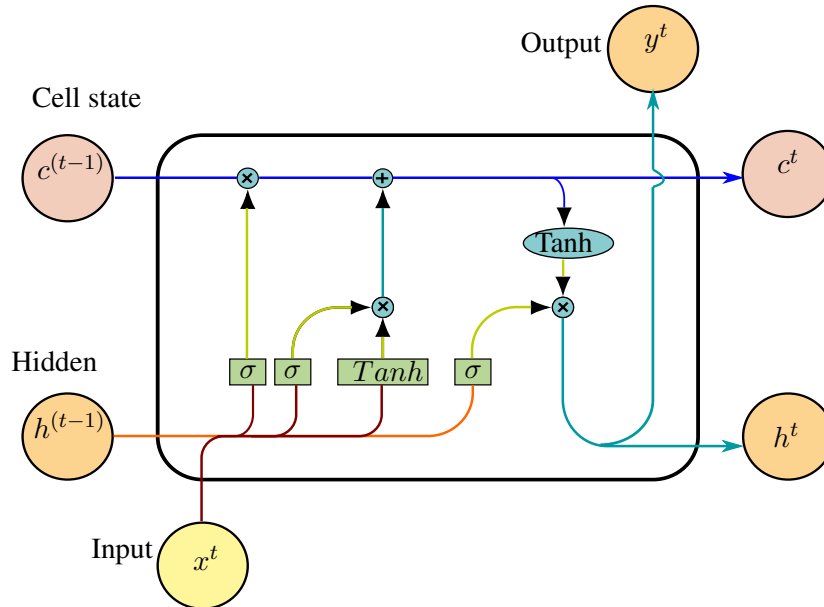 Output
y^t
Cell state
c^(t−1)
c^t
×
+
Tanh
×
×
σ
σ
Tanh
σ
Hidden
h^(t−1)
h^t
Input
x^t